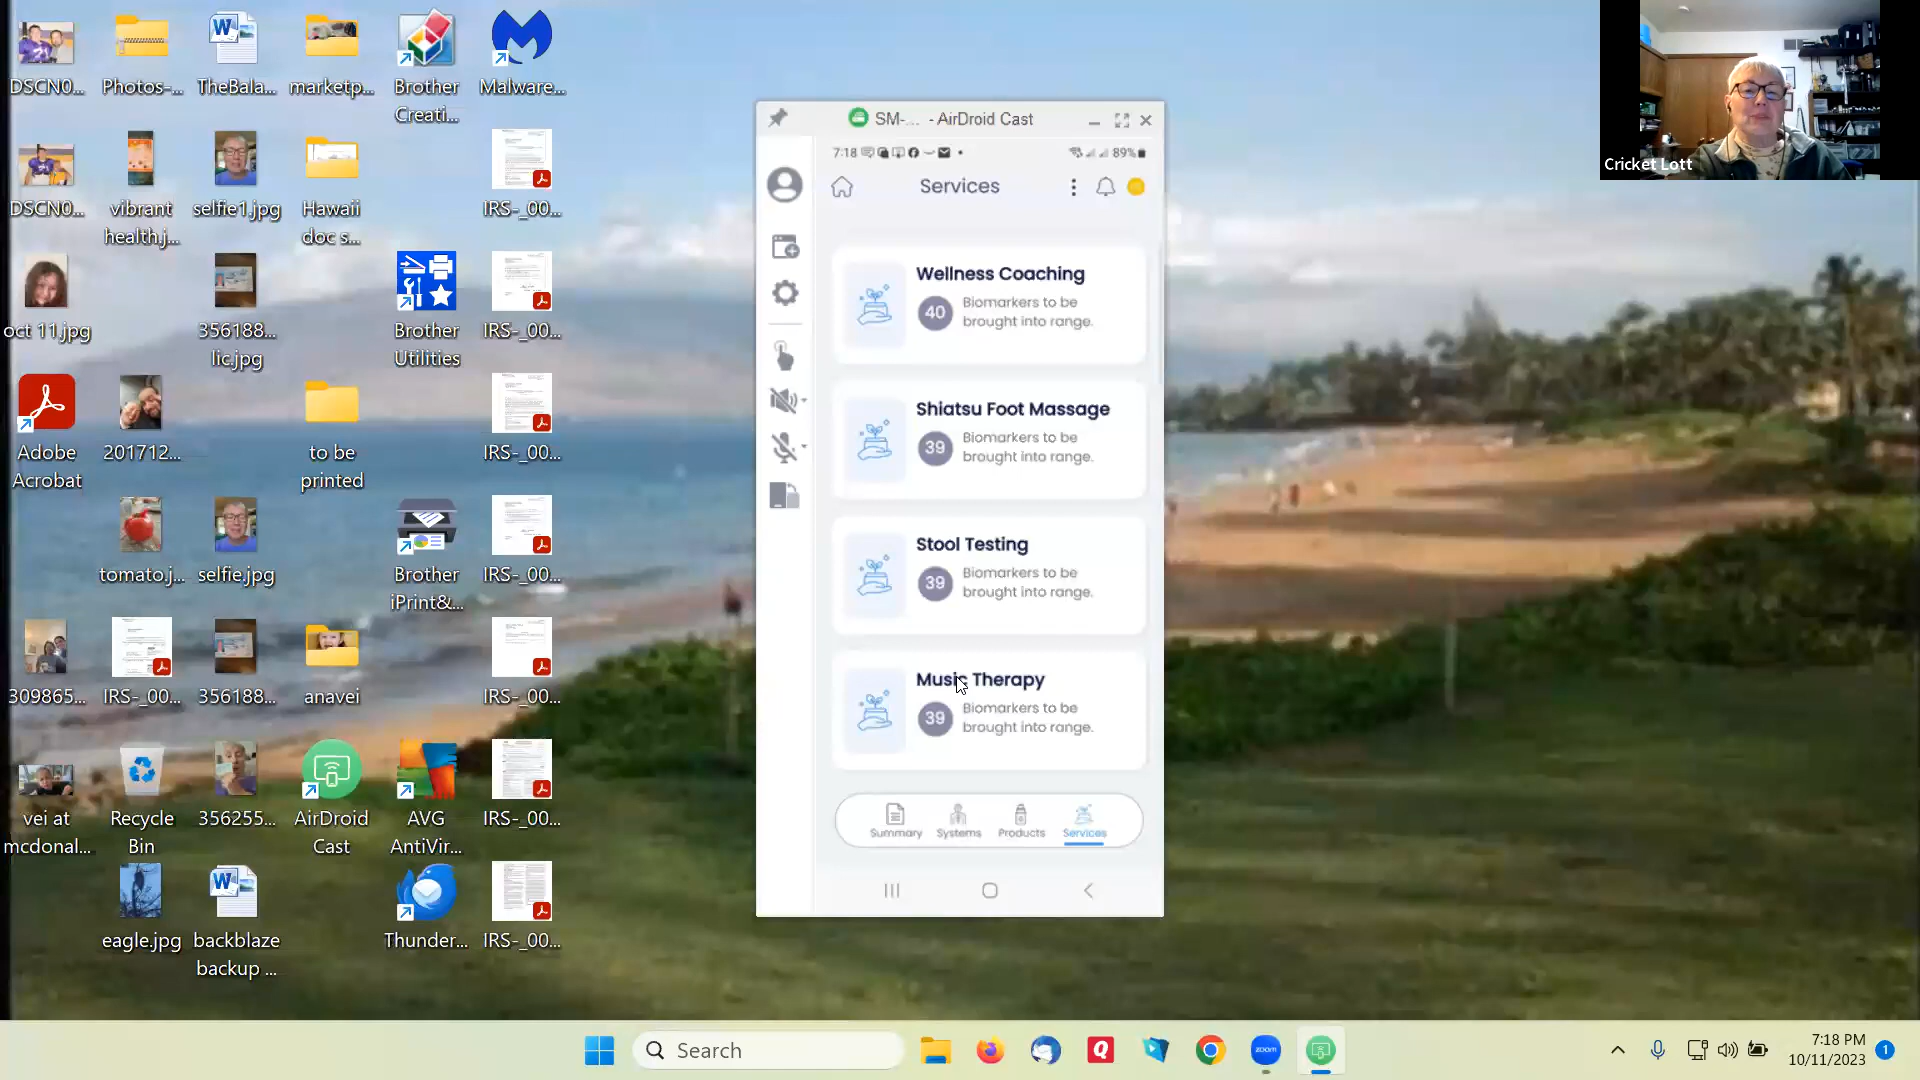 DSCN0...
Photos-...
TheBala...
marketp...
Brother
Creati...
Malware...
DSCN0...
vibrant
health.j...
selfie1.jpg
Hawaii
doc s...
IRS-_00...
oct 11.jpg
356188...
lic.jpg
Brother
Utilities
IRS-_00...
Adobe
Acrobat
201712...
to be
printed
IRS-_00...
tomato.j...
selfie.jpg
Brother
iPrint&...
IRS-_00...
309865...
IRS-_00...
356188...
anavei
IRS-_00...
vei at
mcdonal...
Recycle
Bin
356255...
AirDroid
Cast
AVG
AntiVir...
IRS-_00...
eagle.jpg
backblaze
backup ...
Thunder...
IRS-_00...
SM-... - AirDroid Cast
7:18
89%
Services
Wellness Coaching
40
Biomarkers to be
brought into range.
Shiatsu Foot Massage
39
Biomarkers to be
brought into range.
Stool Testing
39
Biomarkers to be
brought into range.
Music Therapy
39
Biomarkers to be
brought into range.
Summary
Systems
Products
Services
Cricket Lott
Search
Q
zoom
7:18 PM
10/11/2023
1